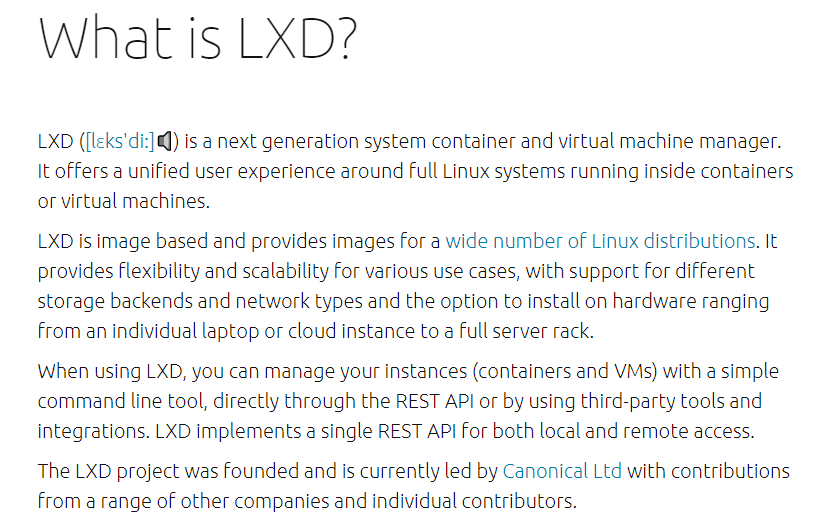 What is LXD?
LXD ([lɛks'di:]) is a next generation system container and virtual machine manager.
It offers a unified user experience around full Linux systems running inside containers
or virtual machines.
LXD is image based and provides images for a wide number of Linux distributions. It
provides flexibility and scalability for various use cases, with support for different
storage backends and network types and the option to install on hardware ranging
from an individual laptop or cloud instance to a full server rack.
When using LXD, you can manage your instances (containers and VMs) with a simple
command line tool, directly through the REST API or by using third-party tools and
integrations. LXD implements a single REST API for both local and remote access.
The LXD project was founded and is currently led by Canonical Ltd with contributions
from a range of other companies and individual contributors.